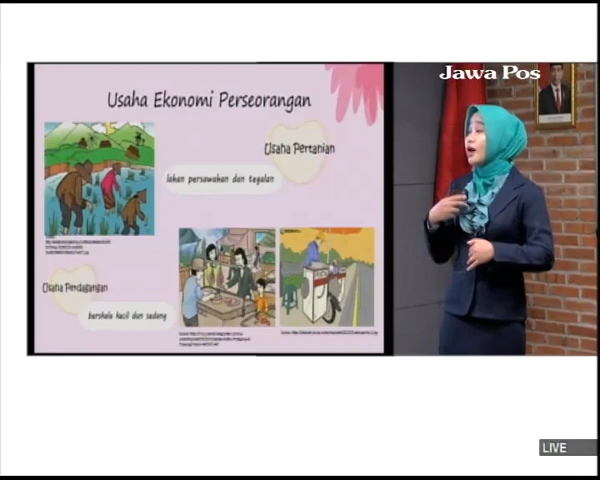 Jawa Pos
Usaha Ekonomi Perseorangan
Usaha Pertanian
lahan persawahan dan tegalan
Usaha Perdagangan
berskala kecil dan sedang
LIVE